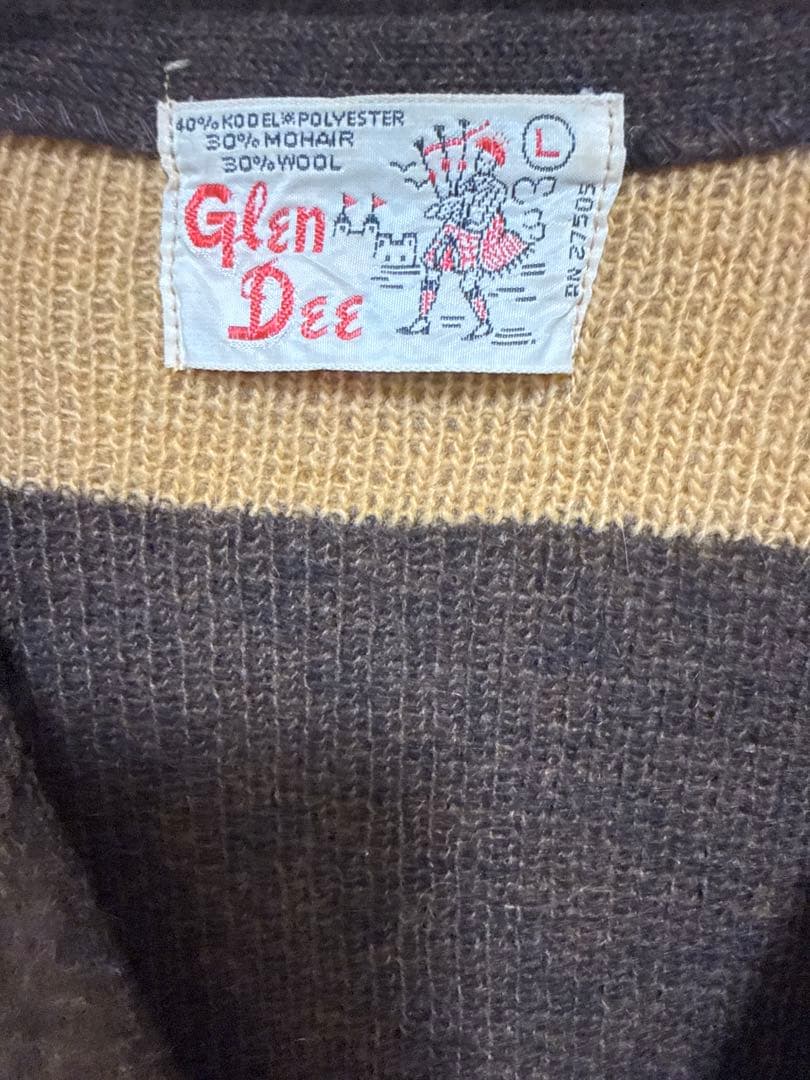 40% KODEL® POLYESTER
30% MOHAIR
30% WOOL
Glen
Dee
L
RN 27505